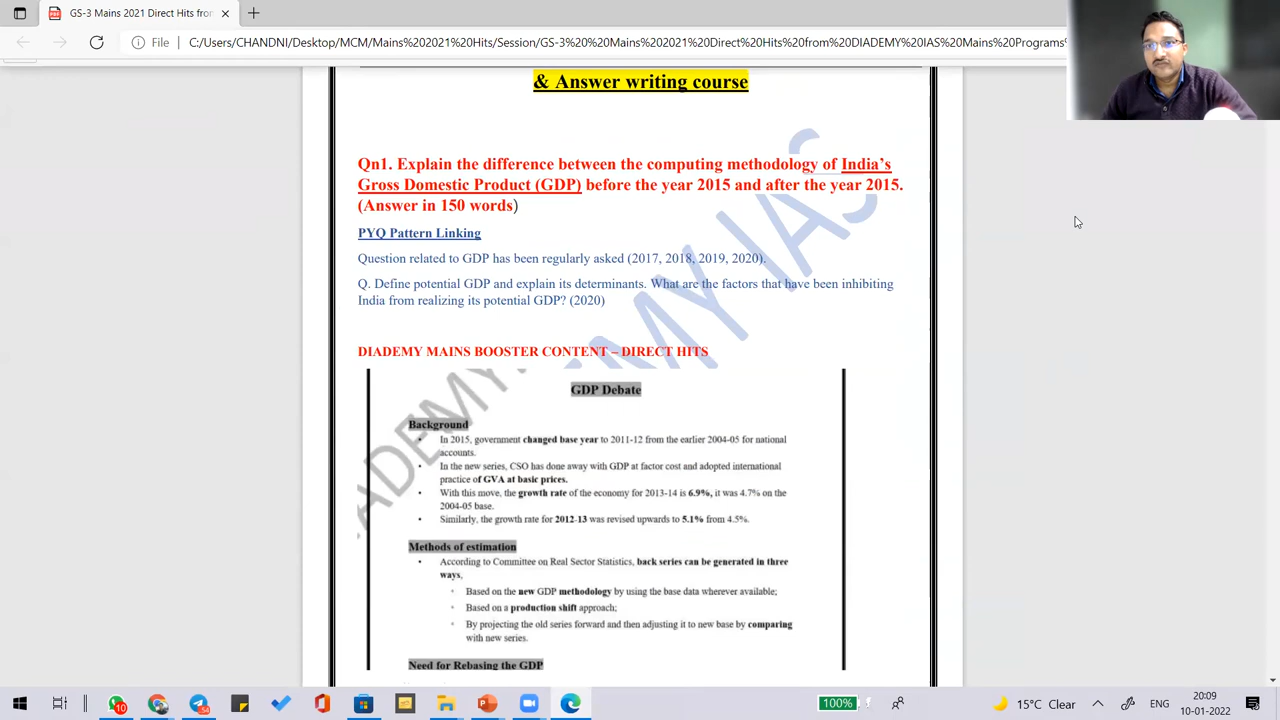 GS-3 Mains 2021 Direct Hits from
File
C:/Users/CHANDNI/Desktop/MCM/Mains%202021%20Hits/Session/GS-3%20%20Mains%202021%20Direct%20Hits%20from%20DIADEMY%20IAS%20Mains%20Programs%
& Answer writing course
Qn1. Explain the difference between the computing methodology of India's
Gross Domestic Product (GDP) before the year 2015 and after the year 2015.
(Answer in 150 words)
PYQ Pattern Linking
Question related to GDP has been regularly asked (2017, 2018, 2019, 2020).
Q. Define potential GDP and explain its determinants. What are the factors that have been inhibiting
India from realizing its potential GDP? (2020)
DIADEMY MAINS BOOSTER CONTENT – DIRECT HITS
GDP Debate
Background
• In 2015, government changed base year to 2011-12 from the earlier 2004-05 for national
accounts.
• In the new series, CSO has done away with GDP at factor cost and adopted international
practice of GVA at basic prices.
• With this move, the growth rate of the economy for 2013-14 is 6.9%, it was 4.7% on the
2004-05 base.
• Similarly, the growth rate for 2012-13 was revised upwards to 5.1% from 4.5%.
Methods of estimation
• According to Committee on Real Sector Statistics, back series can be generated in three
ways,
Based on the new GDP methodology by using the base data wherever available;
Based on a production shift approach;
By projecting the old series forward and then adjusting it to new base by comparing
with new series.
Need for Rebasing the GDP
EMY IAS
ADEMY
10
54
100%
15°C Clear
ENG
20:09
10-01-2022